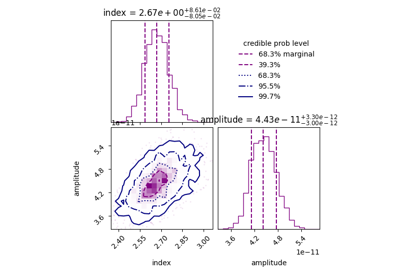 index = 2.67e + 00 +8.61e − 02 −8.05e − 02
credible prob level
68.3% marginal
39.3%
68.3%
95.5%
99.7%
1e−11
amplitude = 4.43e − 11 +3.30e − 12 −3.00e − 12
amplitude
5.4
4.8
4.2
3.6
2.40
2.55
2.70
2.85
3.00
index
3.6
4.2
4.8
5.4
1e−11
amplitude